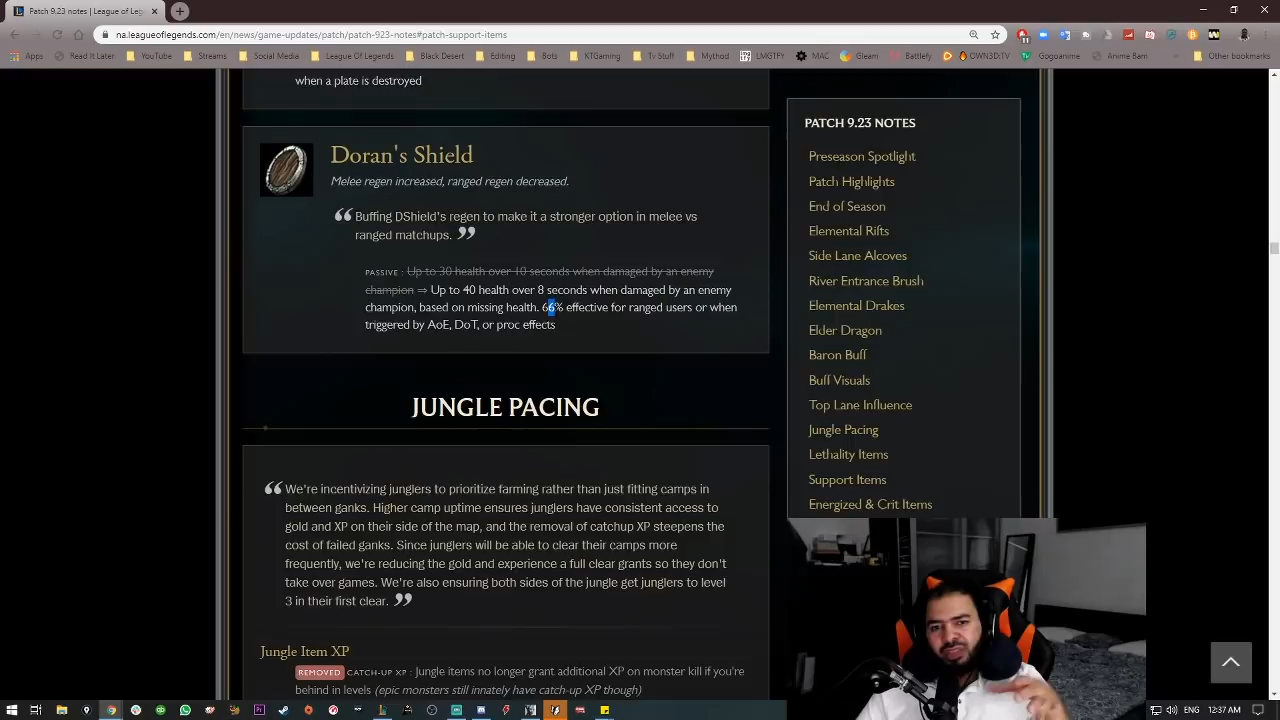 Patch 9.23 notes | League of Leg
na.leagueoflegends.com/en/news/game-updates/patch/patch-923-notes#patch-support-items
Apps Read It Later YouTube Streams Social Media League Of Legends Black Desert Editing Bots KTGaming Tv Stuff Mythod LMGTFY MAC Gleam Battlefy OWN3D.TV Gogoanime Anime Bam Other bookmarks
when a plate is destroyed
Doran's Shield
Melee regen increased, ranged regen decreased.
“ Buffing DShield's regen to make it a stronger option in melee vs
ranged matchups. ”
PASSIVE : Up to 30 health over 10 seconds when damaged by an enemy
champion ⇒ Up to 40 health over 8 seconds when damaged by an enemy
champion, based on missing health. 66% effective for ranged users or when
triggered by AoE, DoT, or proc effects
JUNGLE PACING
“ We're incentivizing junglers to prioritize farming rather than just fitting camps in
between ganks. Higher camp uptime ensures junglers have consistent access to
gold and XP on their side of the map, and the removal of catchup XP steepens the
cost of failed ganks. Since junglers will be able to clear their camps more
frequently, we're reducing the gold and experience a full clear grants so they don't
take over games. We're also ensuring both sides of the jungle get junglers to level
3 in their first clear. ”
Jungle Item XP
REMOVED CATCH-UP XP : Jungle items no longer grant additional XP on monster kill if you're
behind in levels (epic monsters still innately have catch-up XP though)
PATCH 9.23 NOTES
Preseason Spotlight
Patch Highlights
End of Season
Elemental Rifts
Side Lane Alcoves
River Entrance Brush
Elemental Drakes
Elder Dragon
Baron Buff
Buff Visuals
Top Lane Influence
Jungle Pacing
Lethality Items
Support Items
Energized & Crit Items
ENG 12:37 AM